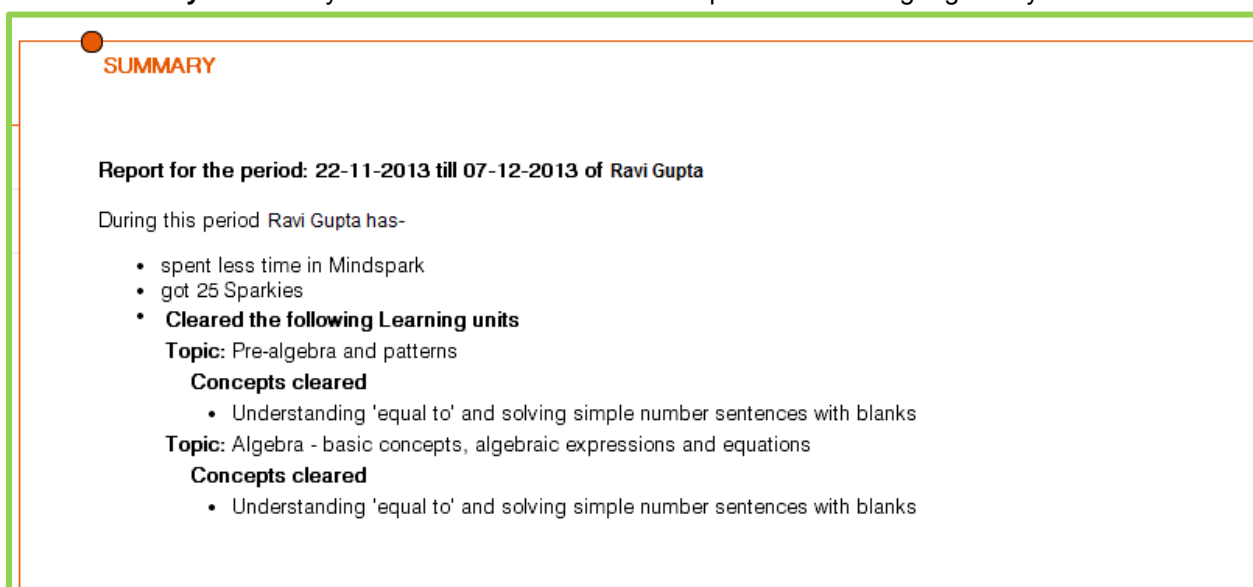 SUMMARY
Report for the period: 22-11-2013 till 07-12-2013 of Ravi Gupta
During this period Ravi Gupta has-
• spent less time in Mindspark
• got 25 Sparkies
• Cleared the following Learning units
Topic: Pre-algebra and patterns
Concepts cleared
• Understanding 'equal to' and solving simple number sentences with blanks
Topic: Algebra - basic concepts, algebraic expressions and equations
Concepts cleared
• Understanding 'equal to' and solving simple number sentences with blanks